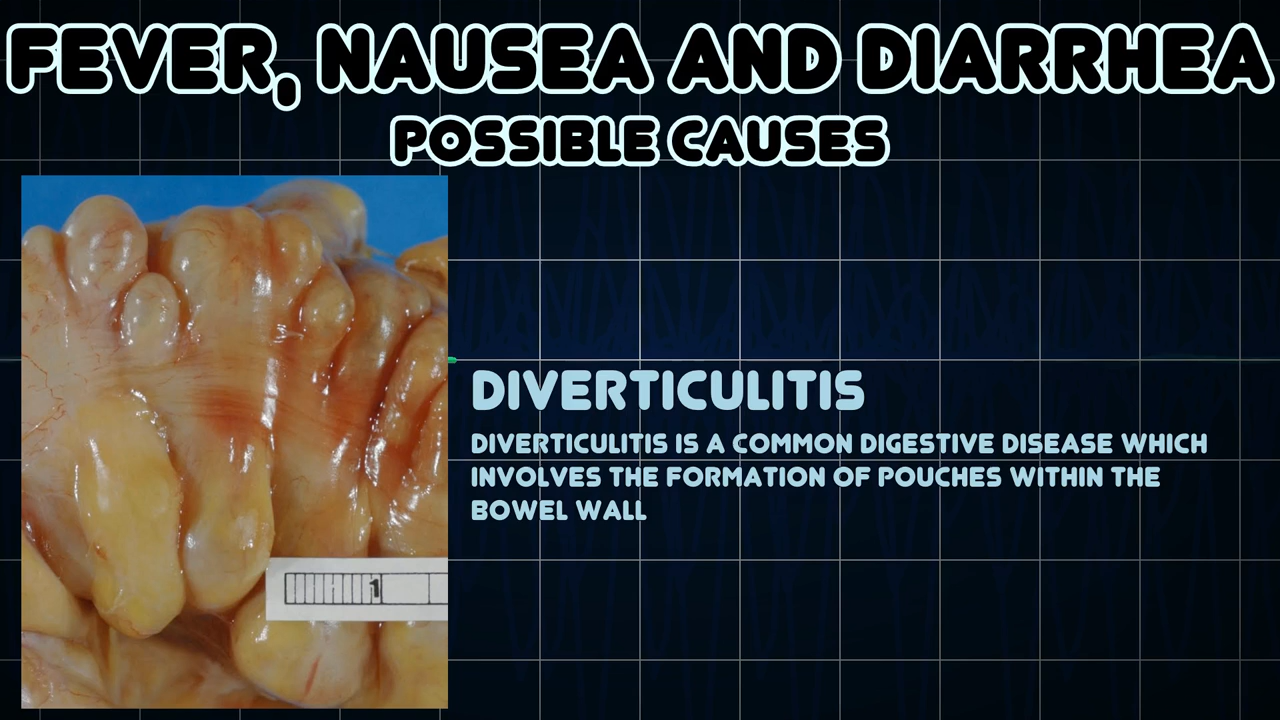 FEVER, NAUSEA AND DIARRHEA
POSSIBLE CAUSES
DIVERTICULITIS
DIVERTICULITIS IS A COMMON DIGESTIVE DISEASE WHICH
INVOLVES THE FORMATION OF POUCHES WITHIN THE
BOWEL WALL
1